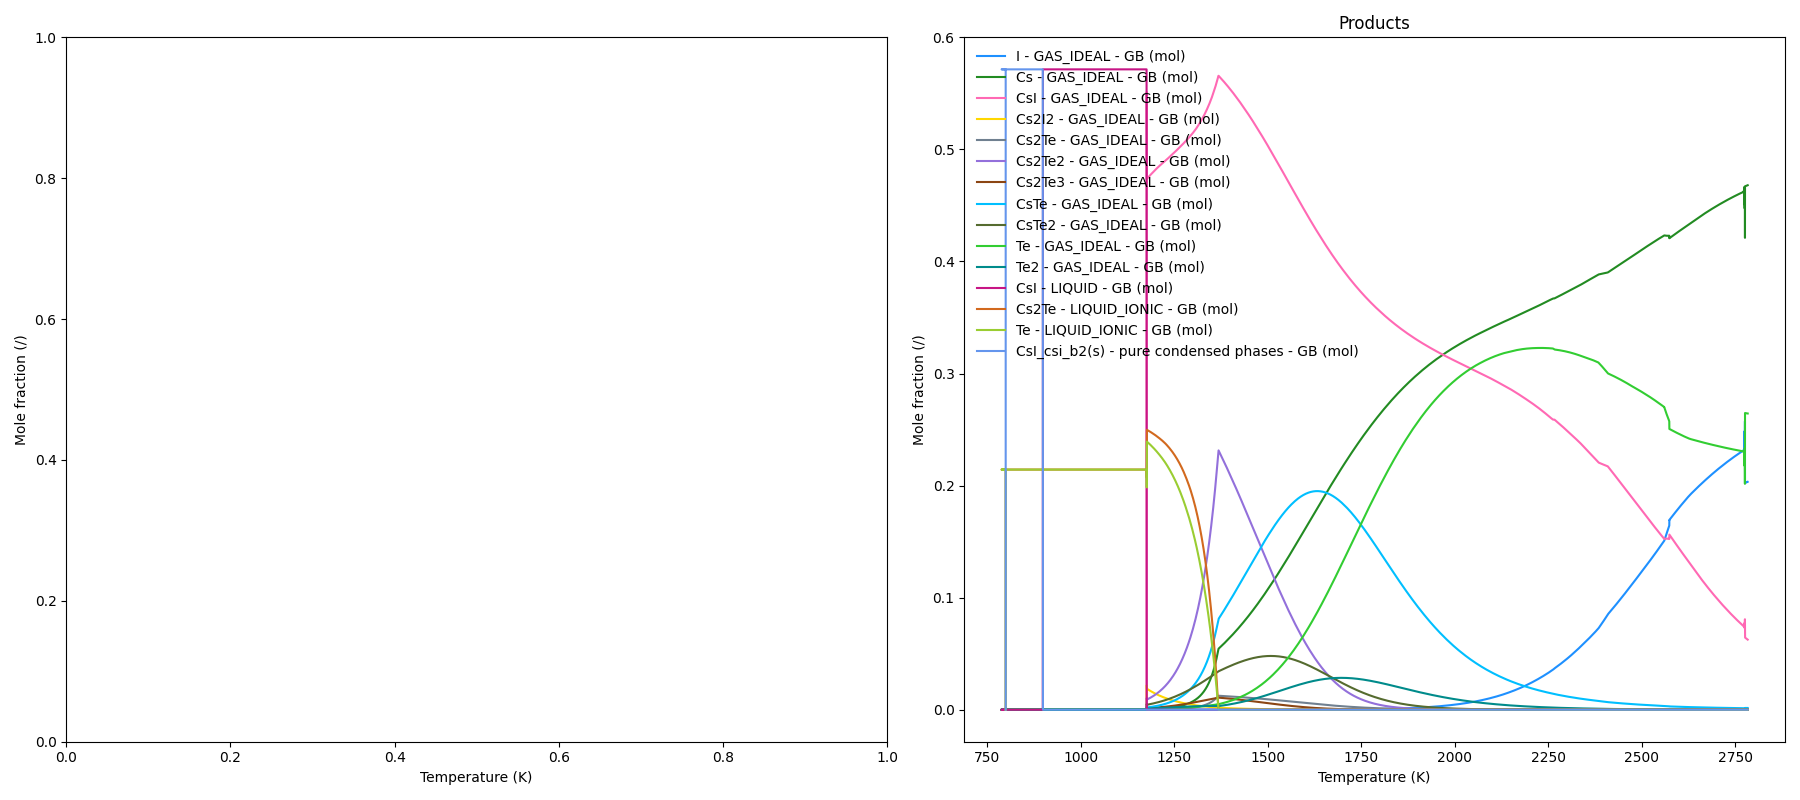 Products
1.0
0.8
0.6
0.4
0.2
0.0
Mole fraction (/)
0.0 0.2 0.4 0.6 0.8 1.0
Temperature (K)
0.6
0.5
0.4
0.3
0.2
0.1
0.0
Mole fraction (/)
I - GAS_IDEAL - GB (mol)
Cs - GAS_IDEAL - GB (mol)
CsI - GAS_IDEAL - GB (mol)
Cs2I2 - GAS_IDEAL - GB (mol)
Cs2Te - GAS_IDEAL - GB (mol)
Cs2Te2 - GAS_IDEAL - GB (mol)
Cs2Te3 - GAS_IDEAL - GB (mol)
CsTe - GAS_IDEAL - GB (mol)
CsTe2 - GAS_IDEAL - GB (mol)
Te - GAS_IDEAL - GB (mol)
Te2 - GAS_IDEAL - GB (mol)
CsI - LIQUID - GB (mol)
Cs2Te - LIQUID_IONIC - GB (mol)
Te - LIQUID_IONIC - GB (mol)
CsI_csi_b2(s) - pure condensed phases - GB (mol)
750 1000 1250 1500 1750 2000 2250 2500 2750
Temperature (K)